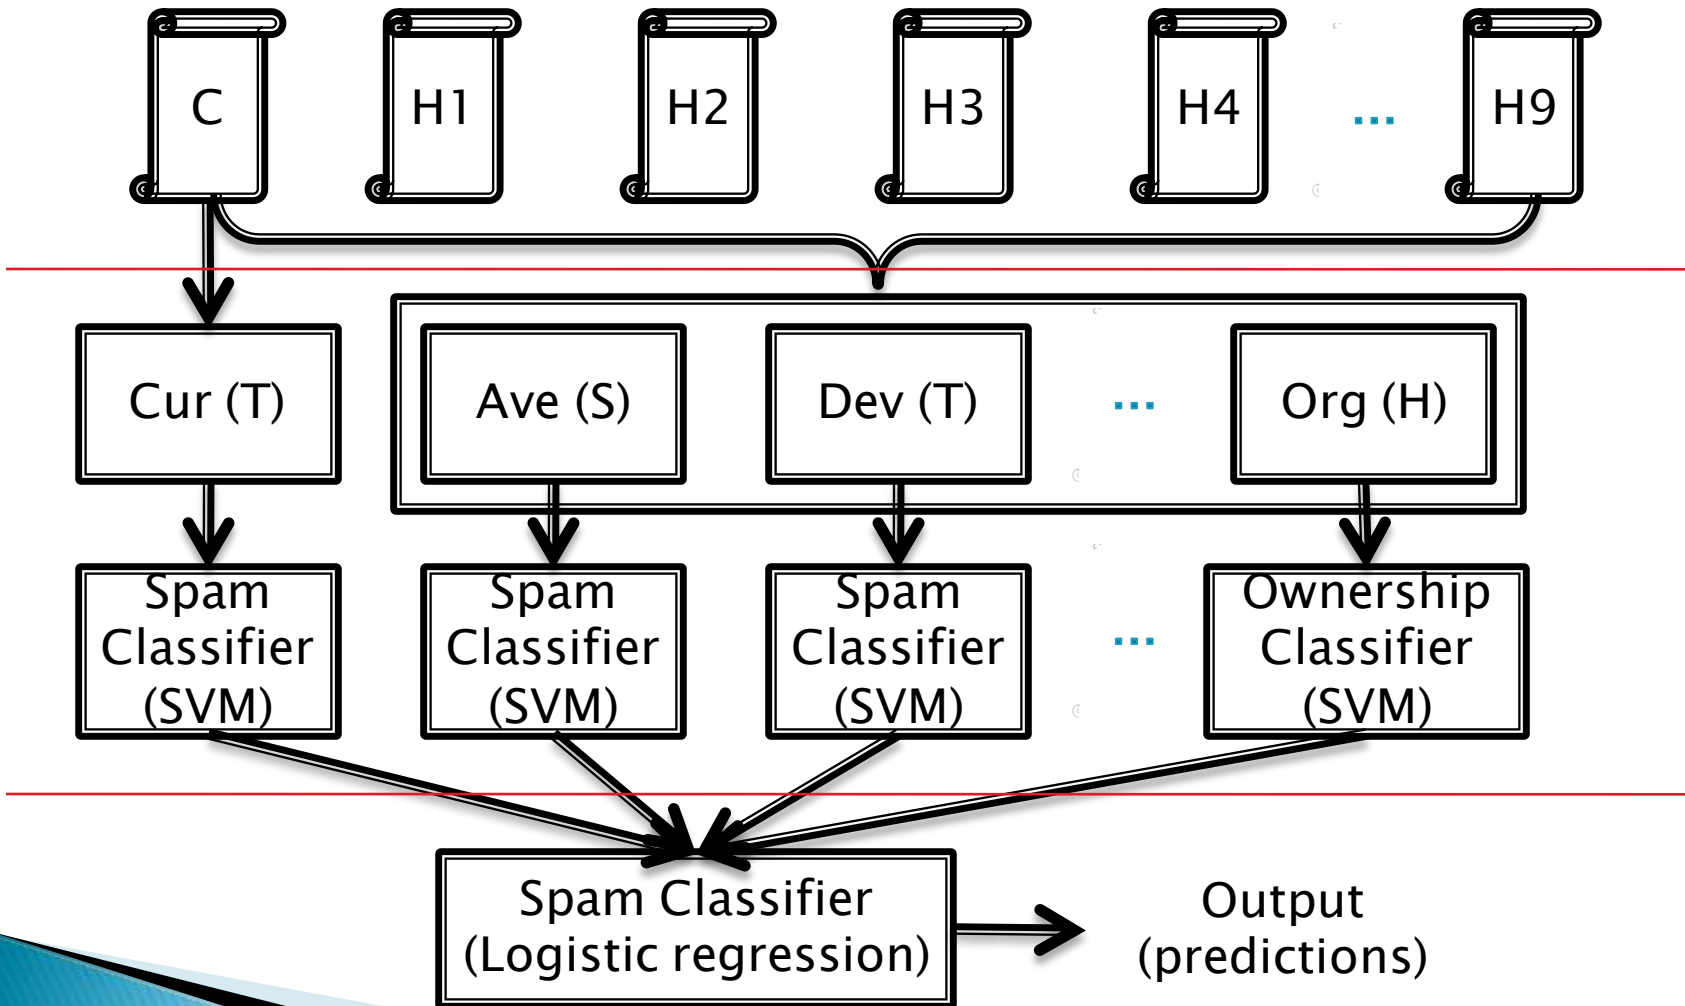 C H1 H2 H3 H4 ... H9
Cur (T) Ave (S) Dev (T) ... Org (H)
Spam
Classifier
(SVM)
Spam
Classifier
(SVM)
Spam
Classifier
(SVM)
...
Ownership
Classifier
(SVM)
Spam Classifier
(Logistic regression)
Output
(predictions)